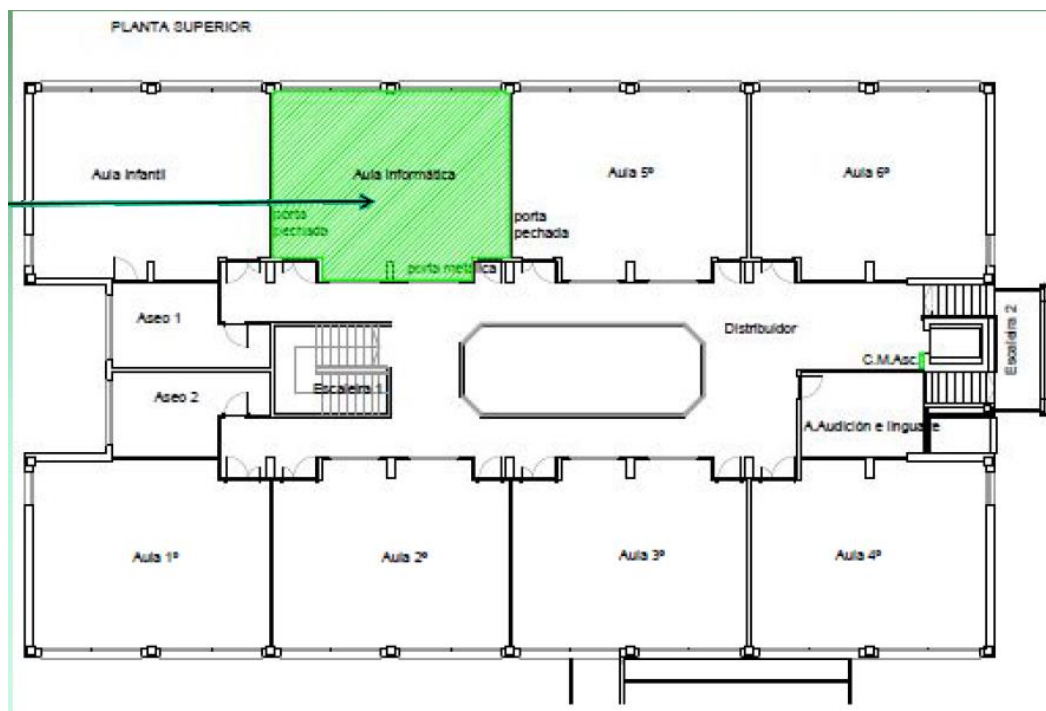 PLANTA SUPERIOR
Aula Infantil
Aula Informática
Aula 5º
Aula 6º
porta
pechada
porta
pechada
porta metálica
Aseo 1
Distribuidor
Escaleira 2
C.M.Asc.
Aseo 2
Escaleira 1
A.Audición e linguaxe
Aula 1º
Aula 2º
Aula 3º
Aula 4º